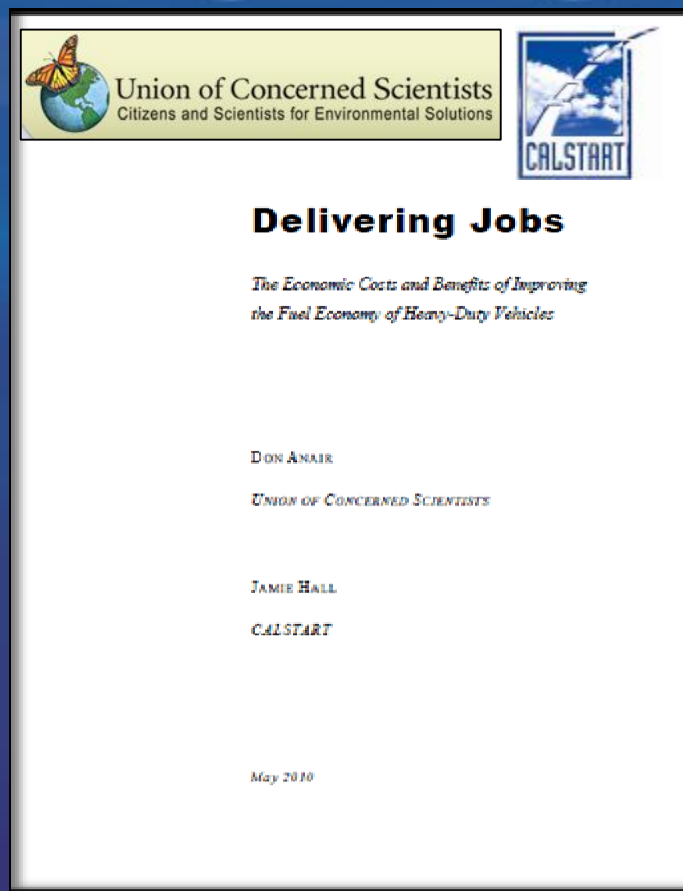 Union of Concerned Scientists
Citizens and Scientists for Environmental Solutions
CALSTART
Delivering Jobs
The Economic Costs and Benefits of Improving
the Fuel Economy of Heavy-Duty Vehicles
DON ANAIR
UNION OF CONCERNED SCIENTISTS
JAMIE HALL
CALSTART
May 2010